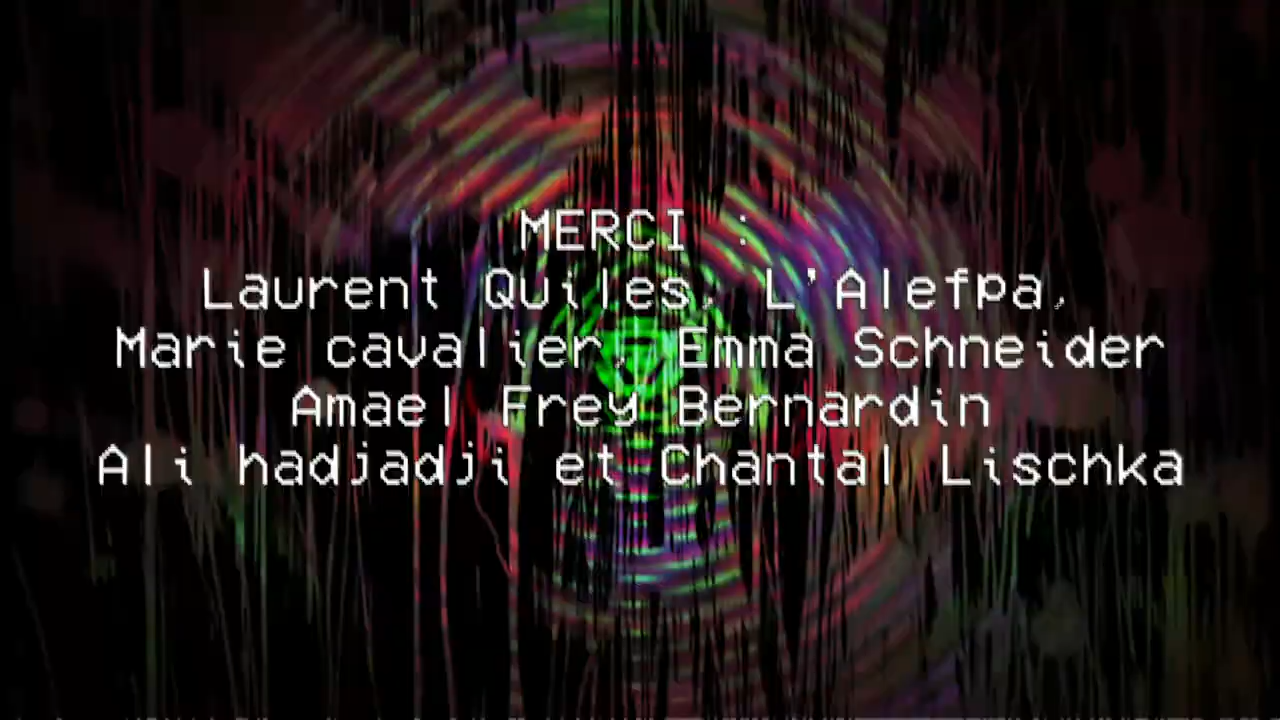 MERCI :
Laurent Quiles, L'Alefpa,
Marie cavalier, Emma Schneider
Amael Frey Bernardin
Ali hadjadji et Chantal Lischka